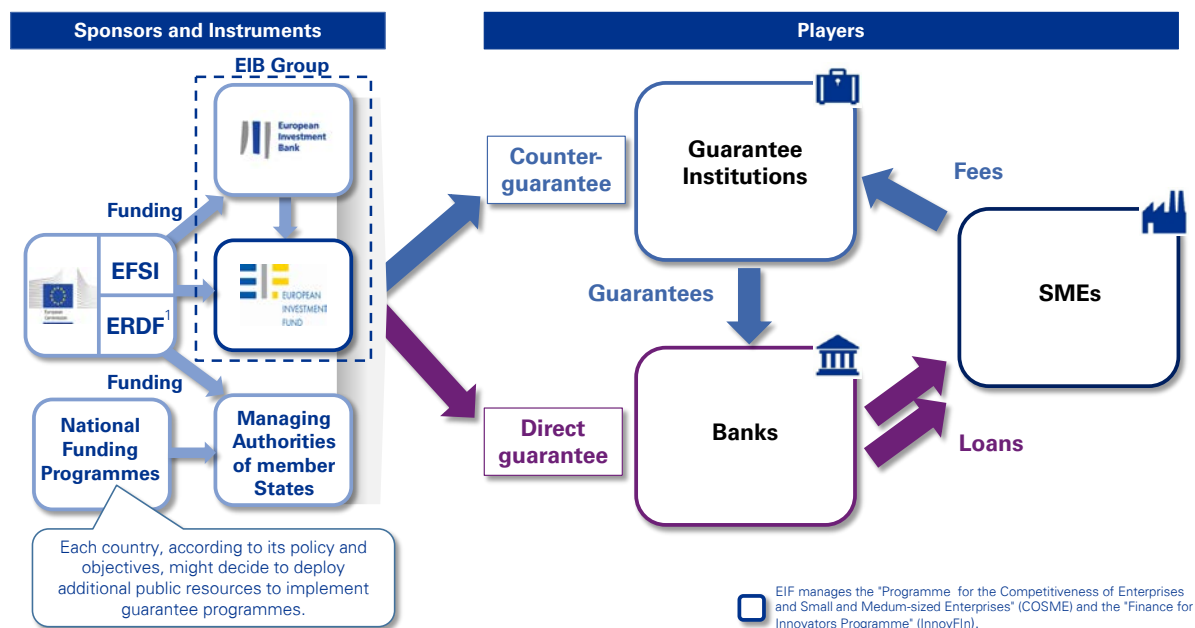 Sponsors and Instruments
Players
EIB Group
European
Investment
Bank
Counter-
guarantee
Guarantee
Institutions
Fees
Funding
European
Commission
EFSI
ERDF1
EUROPEAN
INVESTMENT
FUND
Guarantees
SMEs
Funding
National
Funding
Programmes
Managing
Authorities
of member
States
Direct
guarantee
Banks
Loans
Each country, according to its policy and
objectives, might decide to deploy
additional public resources to implement
guarantee programmes.
EIF manages the "Programme for the Competitiveness of Enterprises
and Small and Medum-sized Enterprises" (COSME) and the "Finance for
Innovators Programme" (InnovFIn).